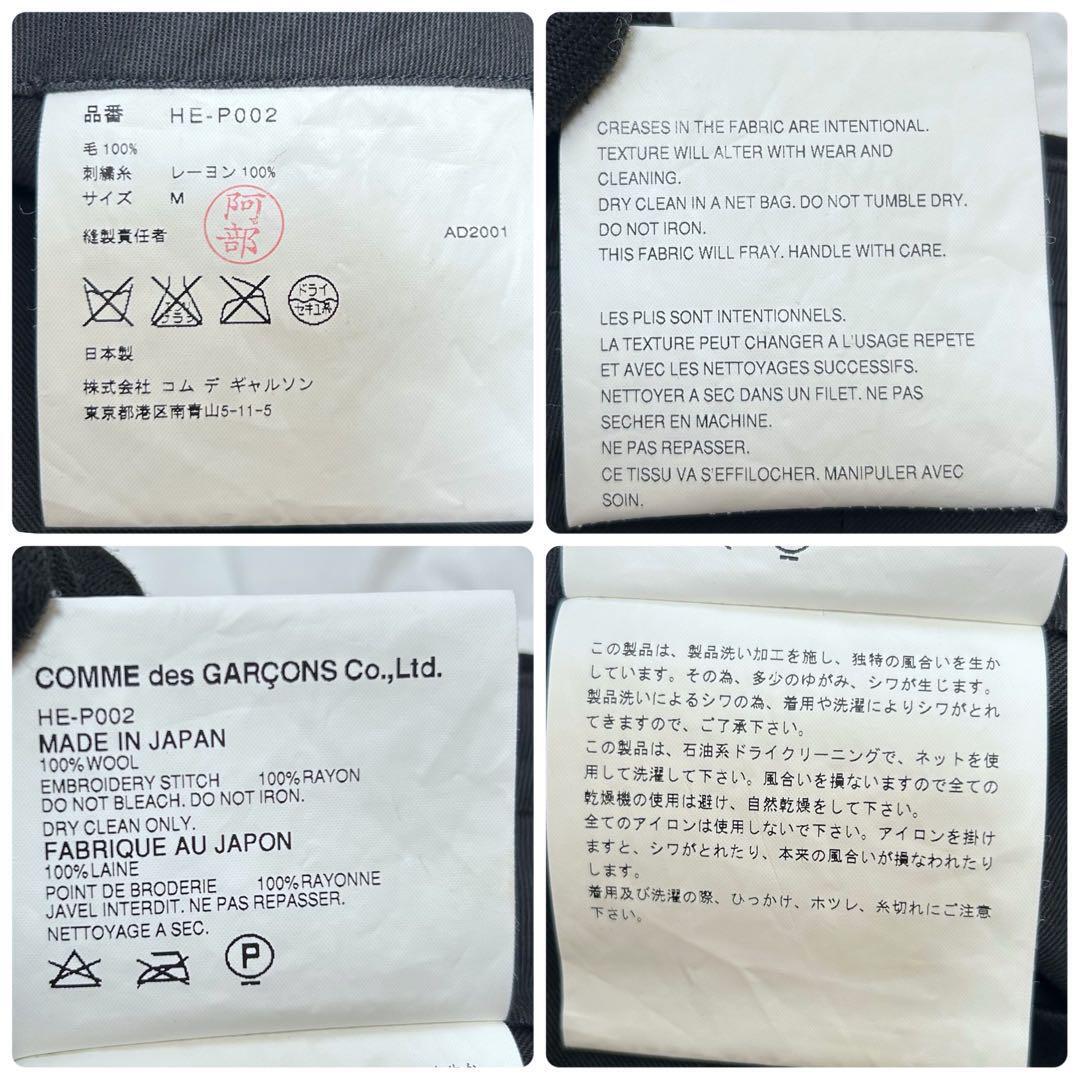 品番 HE-P002
毛 100%
刺繍糸 レーヨン 100%
サイズ M
縫製責任者 阿部 AD2001
ドライ
セキユ系
日本製
株式会社 コム デ ギャルソン
東京都港区南青山5-11-5
CREASES IN THE FABRIC ARE INTENTIONAL.
TEXTURE WILL ALTER WITH WEAR AND
CLEANING.
DRY CLEAN IN A NET BAG. DO NOT TUMBLE DRY.
DO NOT IRON.
THIS FABRIC WILL FRAY. HANDLE WITH CARE.
LES PLIS SONT INTENTIONNELS.
LA TEXTURE PEUT CHANGER A L'USAGE REPETE
ET AVEC LES NETTOYAGES SUCCESSIFS.
NETTOYER A SEC DANS UN FILET. NE PAS
SECHER EN MACHINE.
NE PAS REPASSER.
CE TISSU VA S'EFFILOCHER. MANIPULER AVEC
SOIN.
COMME des GARÇONS Co.,Ltd.
HE-P002
MADE IN JAPAN
100% WOOL
EMBROIDERY STITCH 100% RAYON
DO NOT BLEACH. DO NOT IRON.
DRY CLEAN ONLY.
FABRIQUE AU JAPON
100% LAINE
POINT DE BRODERIE 100% RAYONNE
JAVEL INTERDIT. NE PAS REPASSER.
NETTOYAGE A SEC.
P
この製品は、製品洗い加工を施し、独特の風合いを生か
しています。その為、多少のゆがみ、シワが生じます。
製品洗いによるシワの為、着用や洗濯によりシワがとれ
てきますので、ご了承下さい。
この製品は、石油系ドライクリーニングで、ネットを使
用して洗濯して下さい。風合いを損ないますので全ての
乾燥機の使用は避け、自然乾燥をして下さい。
全てのアイロンは使用しないで下さい。アイロンを掛け
ますと、シワがとれたり、本来の風合いが損なわれたり
します。
着用及び洗濯の際、ひっかけ、ホツレ、糸切れにご注意
下さい。